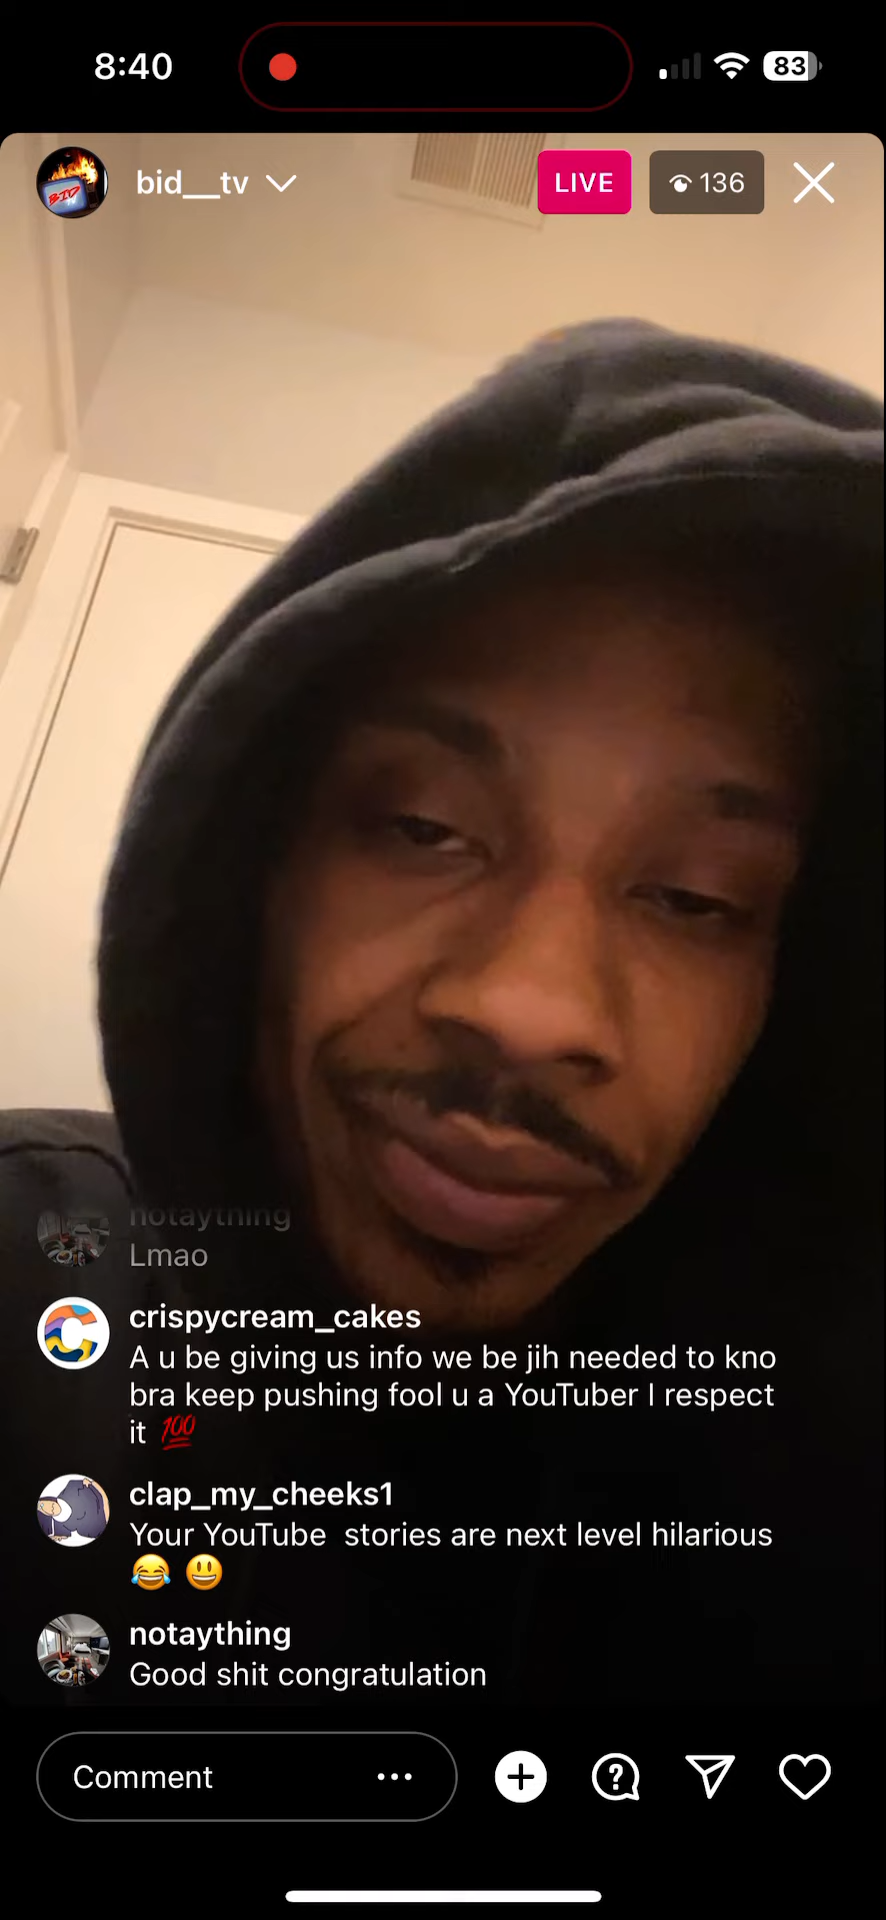 8:40
83
bid__tv
LIVE
136
BID
notaything
Lmao
crispycream_cakes
A u be giving us info we be jih needed to kno
bra keep pushing fool u a YouTuber I respect
it 💯
clap_my_cheeks1
Your YouTube  stories are next level hilarious
😂 😃
notaything
Good shit congratulation
Comment